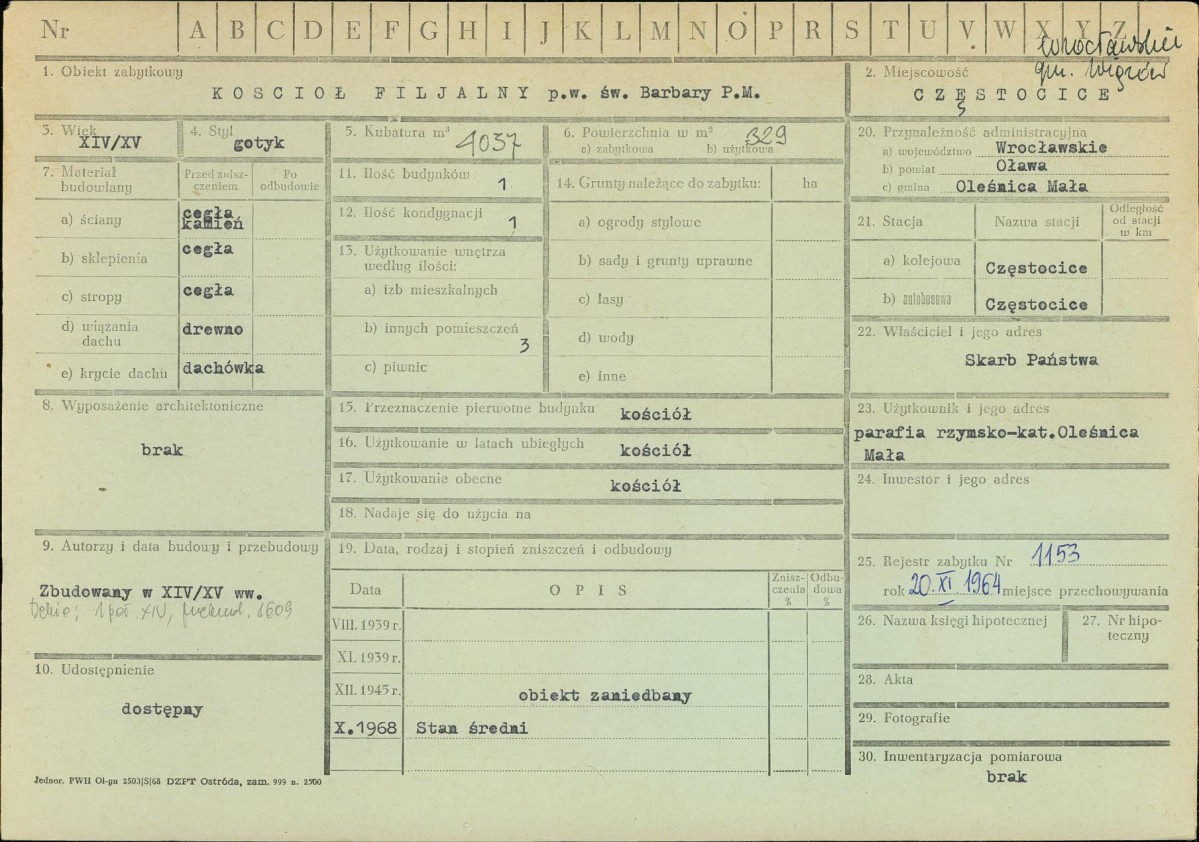 Nr A B C D E F G H I J K L M N O P R S T U V W X Y Z
wrocławskie
gm. Wiązów
1. Obiekt zabytkowy
KOSCIOŁ FILJALNY p.w. św. Barbary P.M.
2. Miejscowość
CZĘSTOCICE
3. Wiek
XIV/XV
4. Styl
gotyk
5. Kubatura m³
4037
6. Powierzchnia w m²
329
a) zabytkowa b) użytkowa
7. Materiał budowlany
Przed zniszczeniem
Po odbudowie
a) ściany cegła kamień
b) sklepienia cegła
c) stropy cegła
d) wiązania dachu drewno
e) krycie dachu dachówka
11. Ilość budynków 1
12. Ilość kondygnacji 1
13. Użytkowanie wnętrza według ilości:
a) izb mieszkalnych
b) innych pomieszczeń 3
c) piwnic
14. Grunty należące do zabytku: ha
a) ogrody stylowe
b) sady i grunty uprawne
c) lasy
d) wody
e) inne
20. Przynależność administracyjna
a) województwo Wrocławskie
b) powiat Oława
c) gmina Oleśnica Mała
21. Stacja Nazwa stacji Odległość od stacji w km
a) kolejowa Częstocice
b) autobusowa Częstocice
22. Właściciel i jego adres
Skarb Państwa
8. Wyposażenie architektoniczne
brak
15. Przeznaczenie pierwotne budynku kościół
16. Użytkowanie w latach ubiegłych kościół
17. Użytkowanie obecne kościół
18. Nadaje się do użycia na
23. Użytkownik i jego adres
parafia rzymsko-kat.Oleśnica
Mała
24. Inwestor i jego adres
9. Autorzy i data budowy i przebudowy
Zbudowany w XIV/XV ww.
1 poł. XIV, 1609
10. Udostępnienie
dostępny
19. Data, rodzaj i stopień zniszczeń i odbudowy
Data OPIS Zniszczenia % Odbudowa %
VIII. 1939 r.
XI. 1939 r.
XII. 1945 r. obiekt zaniedbany
X.1968 Stan średni
25. Rejestr zabytku Nr 1153
rok 20.XI 1964 miejsce przechowywania
26. Nazwa księgi hipotecznej
27. Nr hipoteczny
28. Akta
29. Fotografie
30. Inwentaryzacja pomiarowa
brak
Jednor. PWH Ol-pn 2503/S/68 DZPT Ostróda, zam. 999 n. 2500